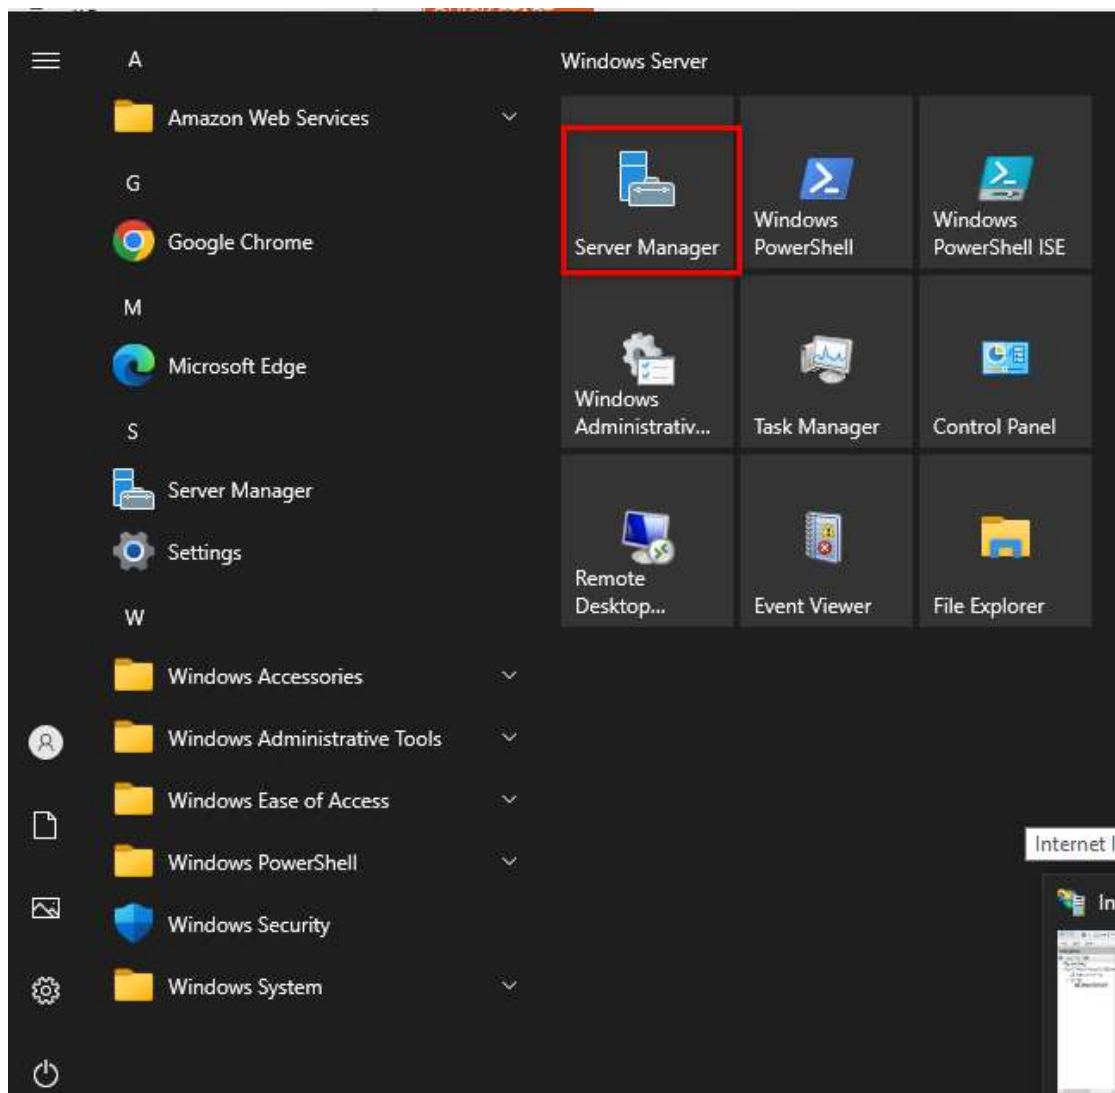 A
Amazon Web Services
G
Google Chrome
M
Microsoft Edge
S
Server Manager
Settings
W
Windows Accessories
Windows Administrative Tools
Windows Ease of Access
Windows PowerShell
Windows Security
Windows System
Windows Server
Server Manager
Windows
PowerShell
Windows
PowerShell ISE
Windows
Administrativ...
Task Manager
Control Panel
Remote
Desktop...
Event Viewer
File Explorer
Internet I
In